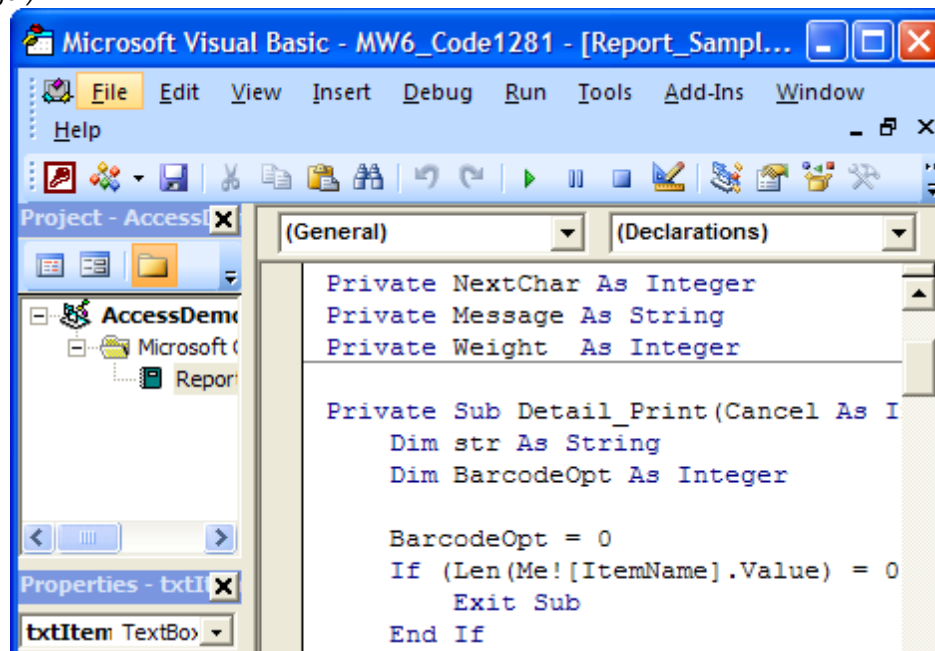 Microsoft Visual Basic - MW6_Code1281 - [Report_Sampl...
File Edit View Insert Debug Run Tools Add-Ins Window
Help
Project - AccessD
(General) (Declarations)
Private NextChar As Integer
Private Message As String
Private Weight  As Integer
AccessDemo
Microsoft
Report
Private Sub Detail_Print(Cancel As I
Dim str As String
Dim BarcodeOpt As Integer
BarcodeOpt = 0
If (Len(Me![ItemName].Value) = 0
Exit Sub
End If
Properties - txtIt
txtItem TextBox